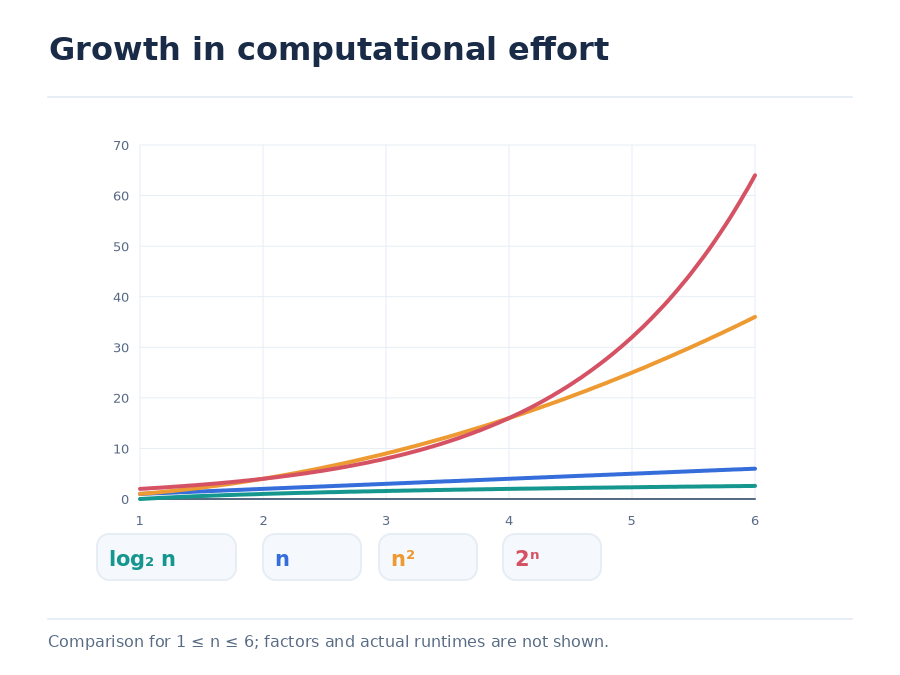 Growth in computational effort
70
60
50
40
30
20
10
0
1 2 3 4 5 6
log₂ n n n² 2ⁿ
Comparison for 1 ≤ n ≤ 6; factors and actual runtimes are not shown.